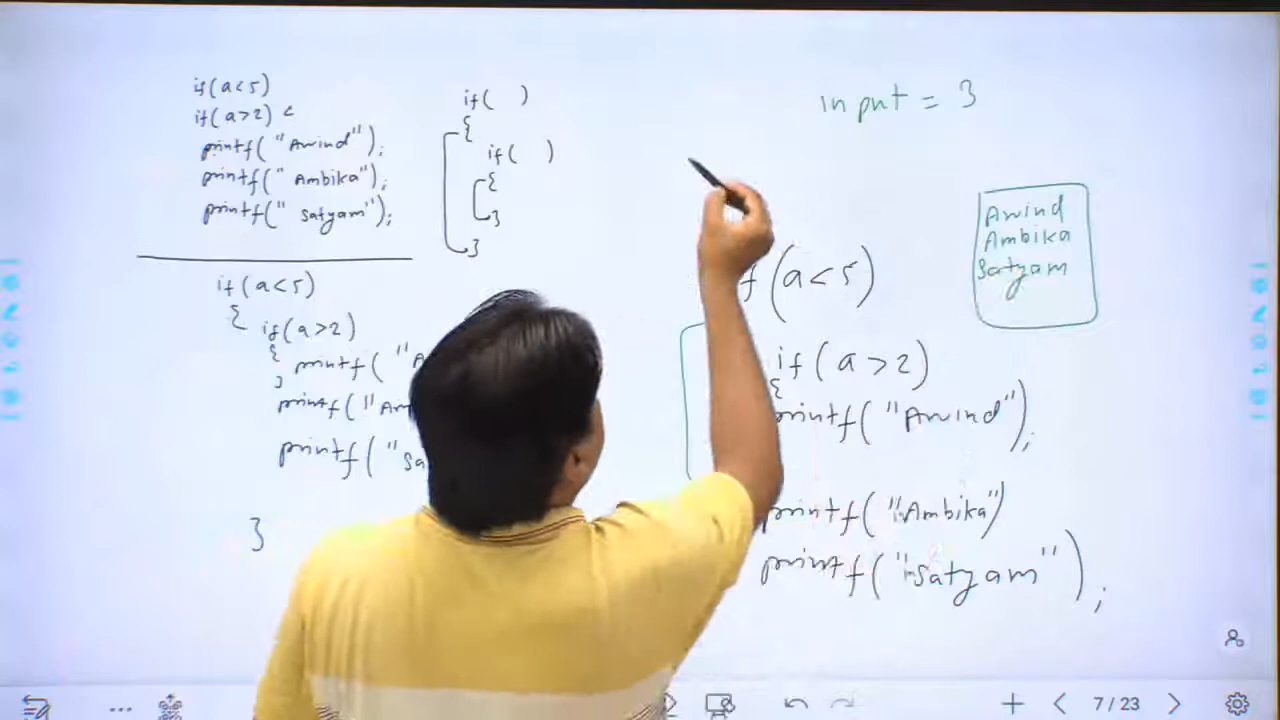 if(a<5)
if(a>2) <
printf("Arvind");
printf(" Ambika");
printf(" Satyam");
if( )
{
if( )
{
}
}
input = 3
Arvind
Ambika
Satyam
if(a<5)
{
if(a>2)
{ printf("A
}
printf("
printf("Sa
}
f(a<5)
if(a>2)
{
printf("Arvind");
printf("Ambika")
printf("Satyam");
7/23